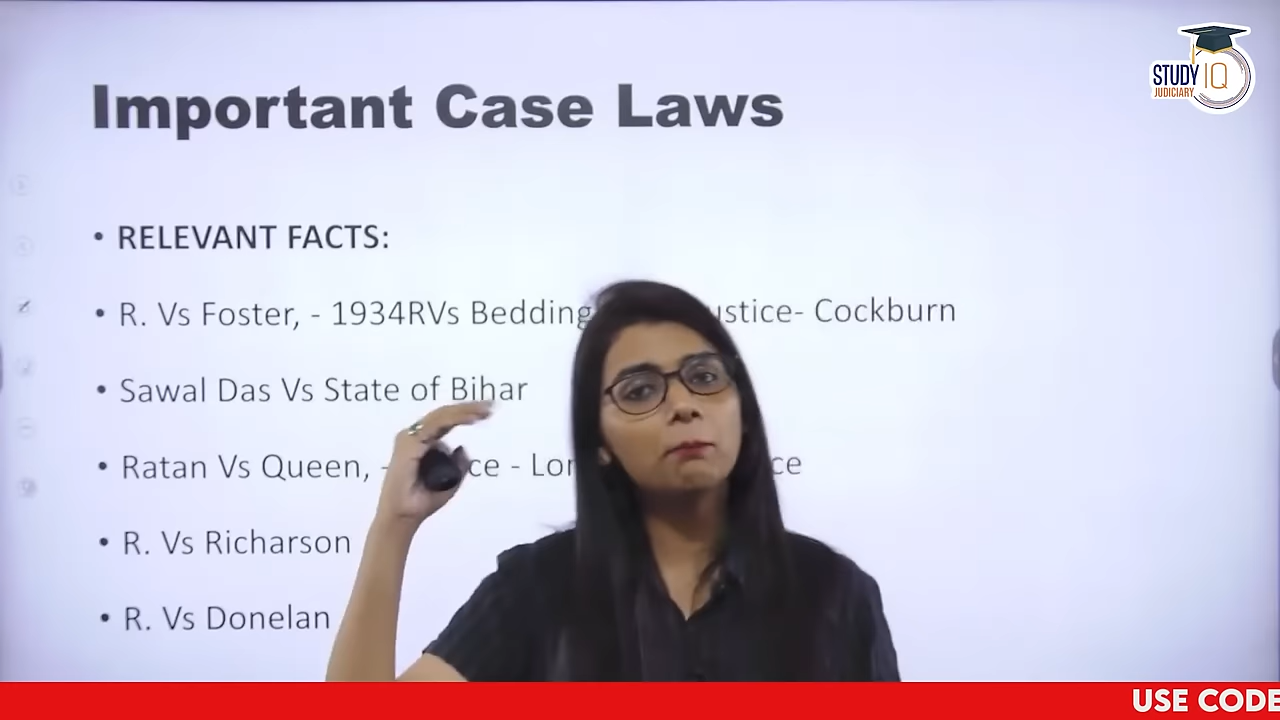 STUDY IQ
JUDICIARY
Important Case Laws
• RELEVANT FACTS:
• R. Vs Foster, - 1934RVs Bedding ustice- Cockburn
• Sawal Das Vs State of Bihar
• Ratan Vs Queen, - ce - Lor ce
• R. Vs Richarson
• R. Vs Donelan
USE CODE